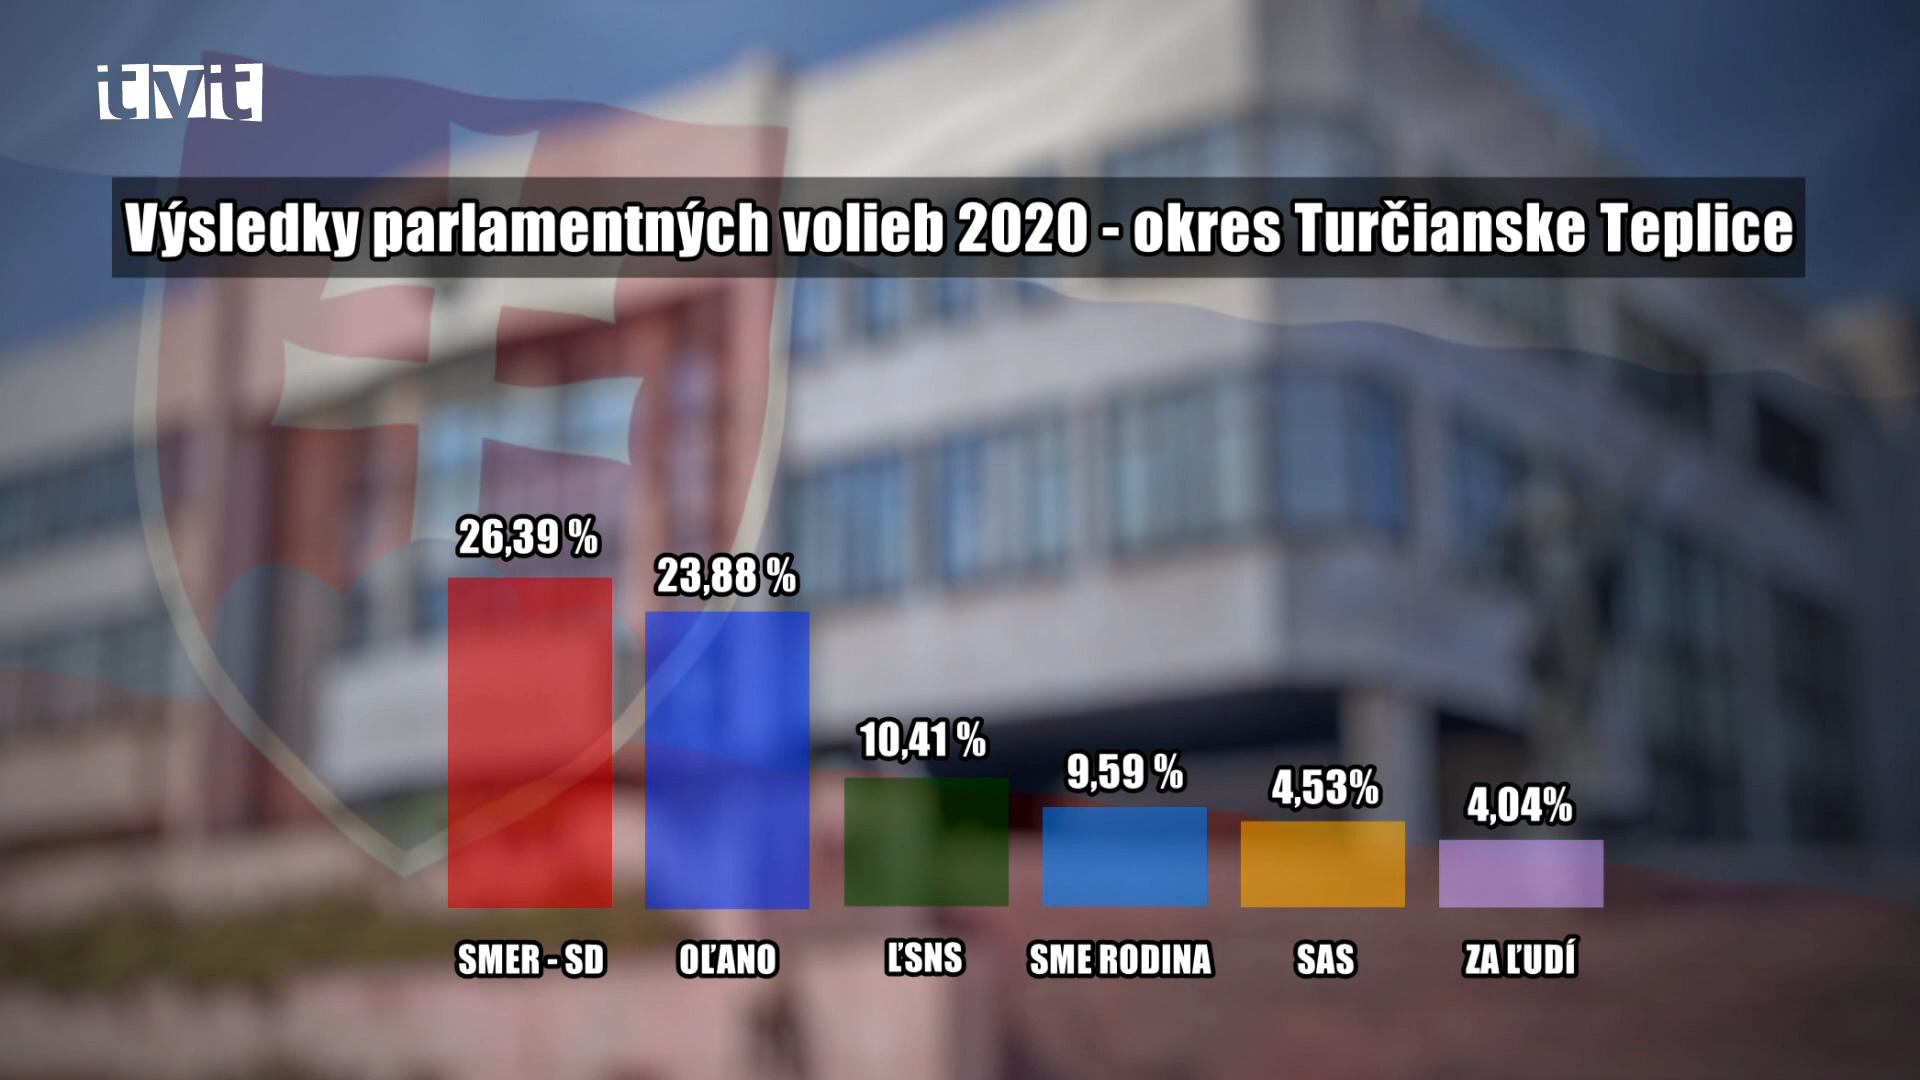 tvit
Výsledky parlamentných volieb 2020 - okres Turčianske Teplice
26,39 %
23,88 %
10,41 %
9,59 %
4,53%
4,04%
SMER - SD
OĽANO
ĽSNS
SME RODINA
SAS
ZA ĽUDÍ